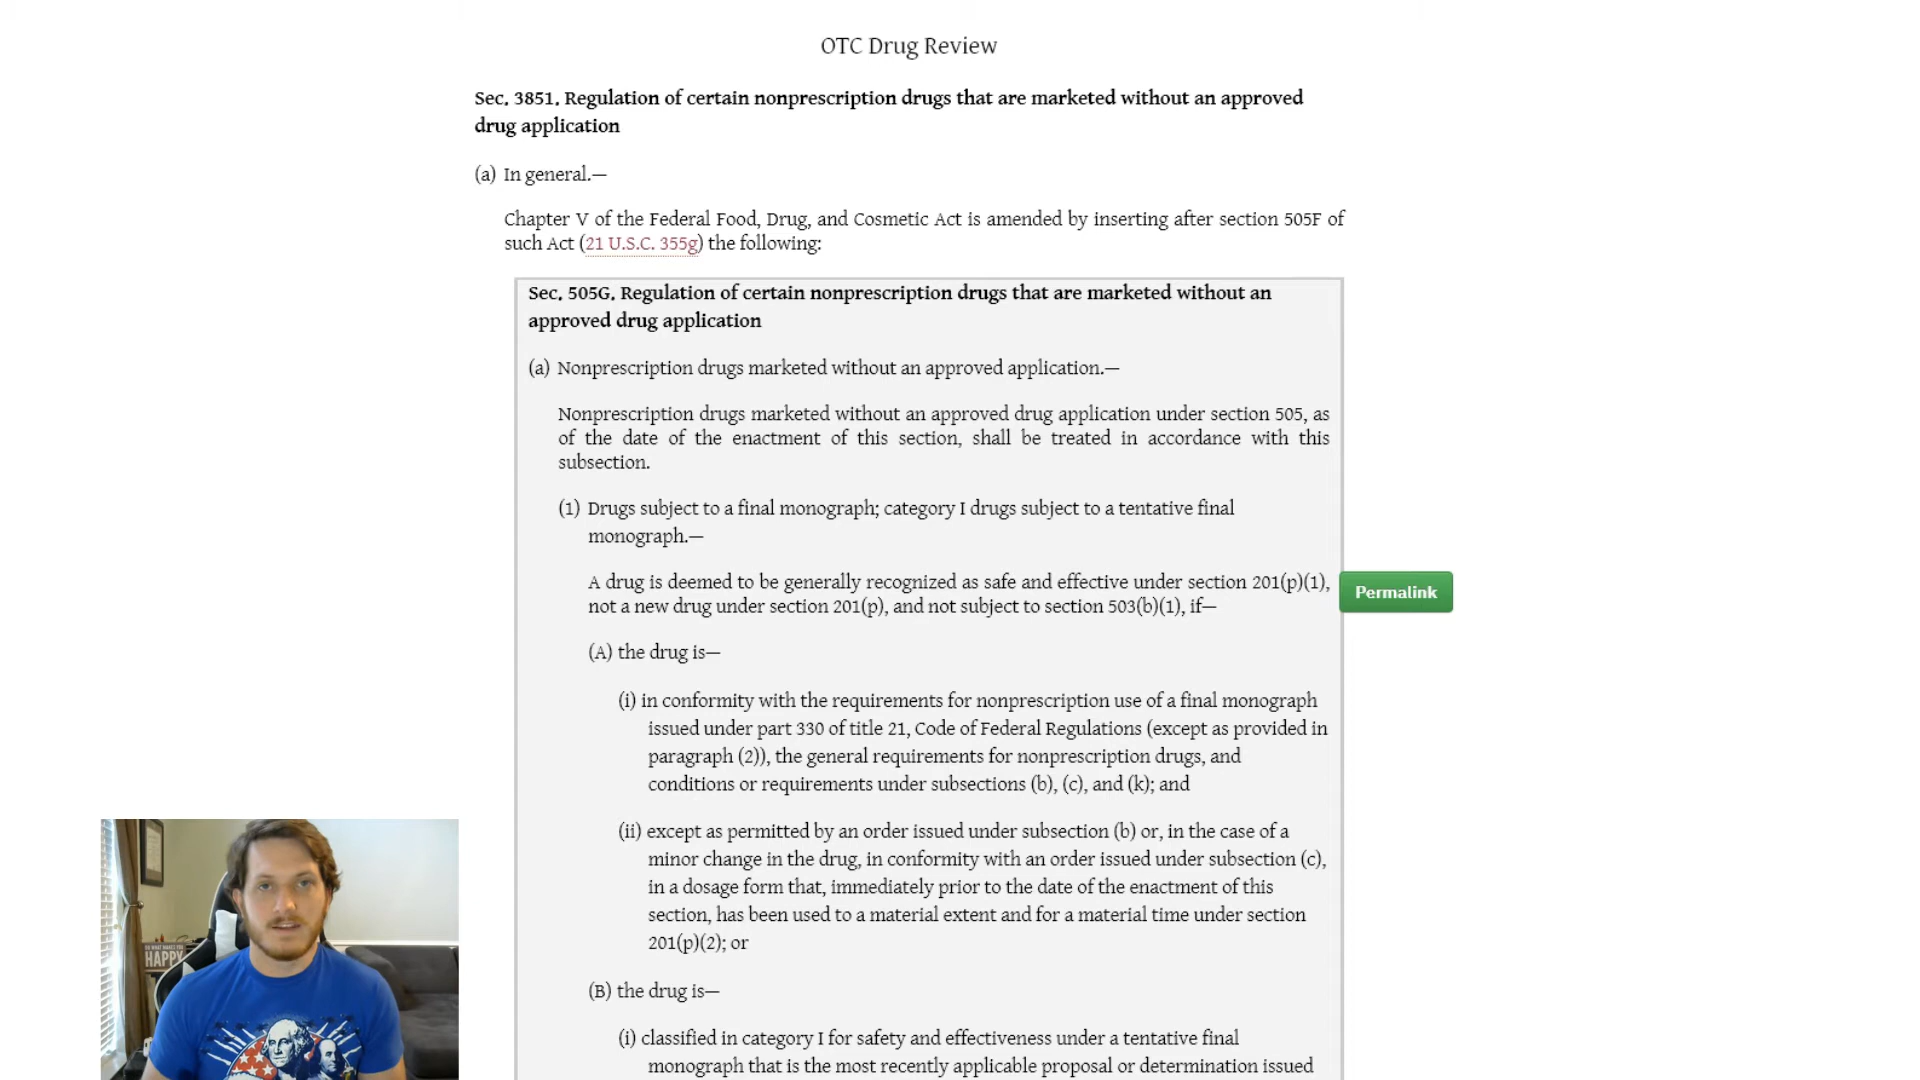 OTC Drug Review
Sec. 3851. Regulation of certain nonprescription drugs that are marketed without an approved
drug application
(a) In general.—
Chapter V of the Federal Food, Drug, and Cosmetic Act is amended by inserting after section 505F of
such Act (21 U.S.C. 355g) the following:
Sec. 505G. Regulation of certain nonprescription drugs that are marketed without an
approved drug application
(a) Nonprescription drugs marketed without an approved application.—
Nonprescription drugs marketed without an approved drug application under section 505, as
of the date of the enactment of this section, shall be treated in accordance with this
subsection.
(1) Drugs subject to a final monograph; category I drugs subject to a tentative final
monograph.—
A drug is deemed to be generally recognized as safe and effective under section 201(p)(1),
not a new drug under section 201(p), and not subject to section 503(b)(1), if—
Permalink
(A) the drug is—
(i) in conformity with the requirements for nonprescription use of a final monograph
issued under part 330 of title 21, Code of Federal Regulations (except as provided in
paragraph (2)), the general requirements for nonprescription drugs, and
conditions or requirements under subsections (b), (c), and (k); and
(ii) except as permitted by an order issued under subsection (b) or, in the case of a
minor change in the drug, in conformity with an order issued under subsection (c),
in a dosage form that, immediately prior to the date of the enactment of this
section, has been used to a material extent and for a material time under section
201(p)(2); or
(B) the drug is—
(i) classified in category I for safety and effectiveness under a tentative final
monograph that is the most recently applicable proposal or determination issued
HAPPY